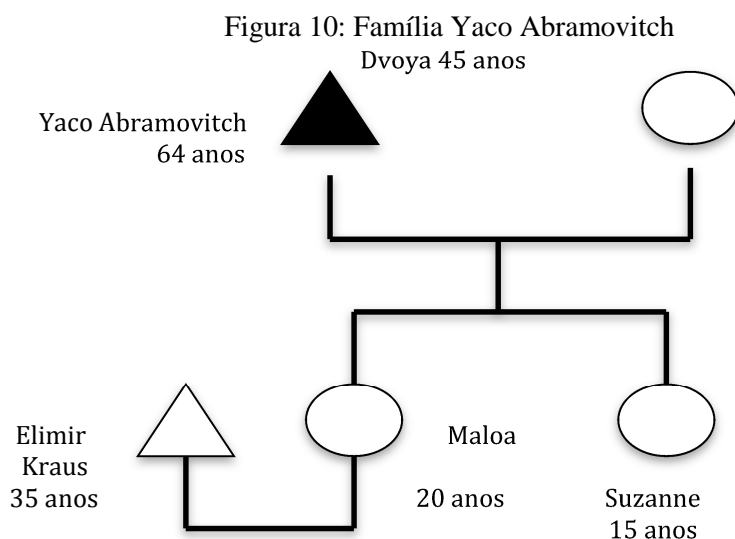 Figura 10: Família Yaco Abramovitch
Dvoya 45 anos
Yaco Abramovitch
64 anos
Elimir
Kraus
35 anos
Maloa
20 anos
Suzanne
15 anos